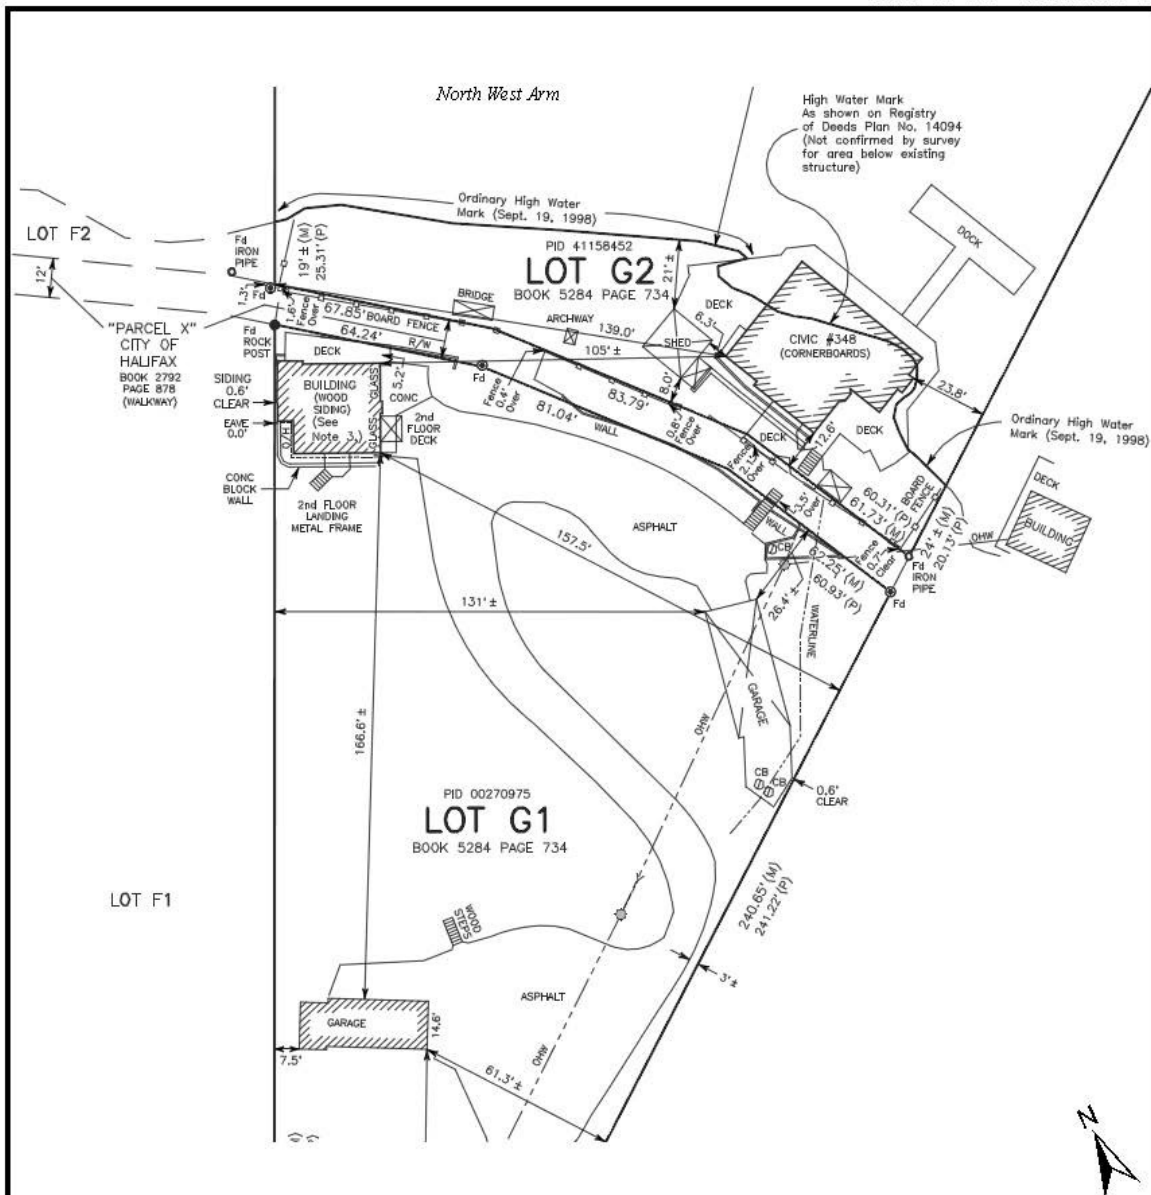 North West Arm
High Water Mark
As shown on Registry
of Deeds Plan No. 14094
(Not confirmed by survey
for area below existing
structure)
Ordinary High Water
Mark (Sept. 19, 1998)
DOCK
LOT F2
12'
Fd
IRON
PIPE
19' ± (M)
25.31' (P)
PID 41158452
LOT G2
BOOK 5284 PAGE 734
21' ±
DECK
6.3'
CIVIC #348
(CORNERBOARDS)
23.8'
1.3'
Fd
1.6'
Fence
Over
67.85'
BOARD FENCE
BRIDGE
ARCHWAY
139.0'
SHED
"PARCEL X"
CITY OF
HALIFAX
BOOK 2792
PAGE 878
(WALKWAY)
Fd
ROCK
POST
64.24'
R/W
105' ±
DECK
Fd
Fence
0.4'
Over
83.79'
8.0'
81.04'
WALL
0.8'
Fence
Over
DECK
12.6'
DECK
Ordinary High Water
Mark (Sept. 19, 1998)
SIDING
0.6'
CLEAR
EAVE
0.0'
BUILDING
(WOOD
SIDING)
(See
Note 3)
GLASS
GLASS
5.2'
CONC
2nd
FLOOR
DECK
O/H
CONC
BLOCK
WALL
2nd FLOOR
LANDING
METAL FRAME
Fence
2.1'
Over
3.5'
Over
60.31' (P)
61.73' (M)
BOARD
FENCE
DECK
BUILDING
OHW
24' ± (M)
20.13' (P)
Fence
0.7'
Clear
Fd
IRON
PIPE
Fd
ASPHALT
WALL
CB
62.25' (M)
60.93' (P)
26.4' ±
WATERLINE
157.5'
131' ±
GARAGE
OHW
166.6' ±
CB
CB
0.6'
CLEAR
PID 00270975
LOT G1
BOOK 5284 PAGE 734
LOT F1
240.65' (M)
241.22' (P)
WOOD
STEPS
3' ±
ASPHALT
GARAGE
14.6'
7.5'
61.3' ±
OHW
N